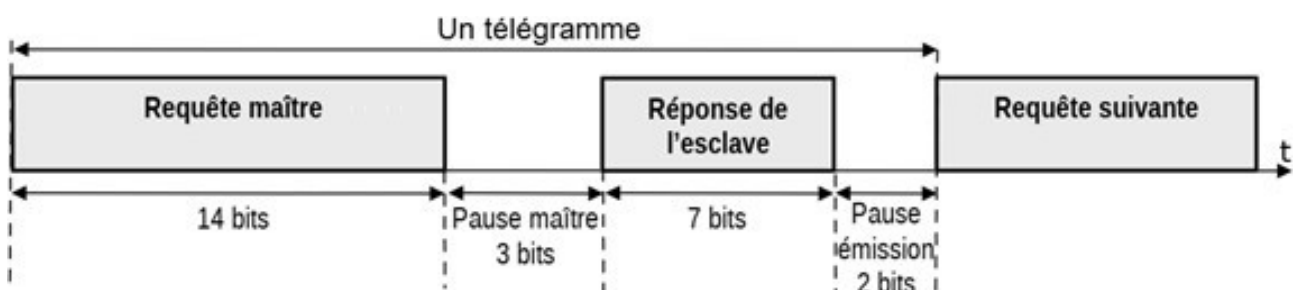 Un télégramme
Requête maître
Réponse de
l'esclave
Requête suivante
t
14 bits
Pause maître
3 bits
7 bits
Pause
émission
2 bits